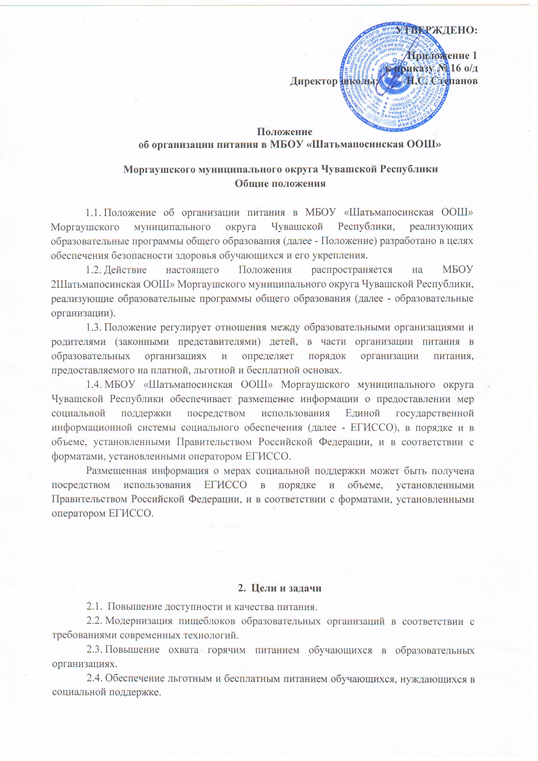 УТВЕРЖДЕНО:
Приложение 1
к приказу № 16 о/д
Директор школы: Н.С. Степанов
Положение
об организации питания в МБОУ «Шатьмапосинская ООШ»
Моргаушского муниципального округа Чувашской Республики
Общие положения
1.1. Положение об организации питания в МБОУ «Шатьмапосинская ООШ»
Моргаушского муниципального округа Чувашской Республики, реализующих
образовательные программы общего образования (далее - Положение) разработано в целях
обеспечения безопасности здоровья обучающихся и его укрепления.
1.2. Действие настоящего Положения распространяется на МБОУ
2Шатьмапосинская ООШ» Моргаушского муниципального округа Чувашской Республики,
реализующие образовательные программы общего образования (далее - образовательные
организации).
1.3. Положение регулирует отношения между образовательными организациями и
родителями (законными представителями) детей, в части организации питания в
образовательных организациях и определяет порядок организации питания,
предоставляемого на платной, льготной и бесплатной основах.
1.4. МБОУ «Шатьмапосинская ООШ» Моргаушского муниципального округа
Чувашской Республики обеспечивает размещение информации о предоставлении мер
социальной поддержки посредством использования Единой государственной
информационной системы социального обеспечения (далее - ЕГИССО), в порядке и в
объеме, установленными Правительством Российской Федерации, и в соответствии с
форматами, установленными оператором ЕГИССО.
Размещенная информация о мерах социальной поддержки может быть получена
посредством использования ЕГИССО в порядке и объеме, установленными
Правительством Российской Федерации, и в соответствии с форматами, установленными
оператором ЕГИССО.
2. Цели и задачи
2.1. Повышение доступности и качества питания.
2.2. Модернизация пищеблоков образовательных организаций в соответствии с
требованиями современных технологий.
2.3. Повышение охвата горячим питанием обучающихся в образовательных
организациях.
2.4. Обеспечение льготным и бесплатным питанием обучающихся, нуждающихся в
социальной поддержке.